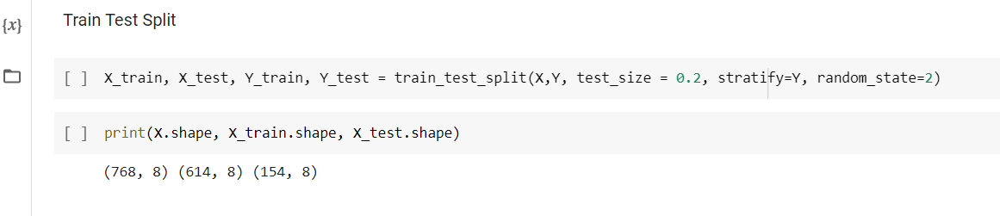 {x}
Train Test Split
[ ] X_train, X_test, Y_train, Y_test = train_test_split(X,Y, test_size = 0.2, stratify=Y, random_state=2)
[ ] print(X.shape, X_train.shape, X_test.shape)
(768, 8) (614, 8) (154, 8)